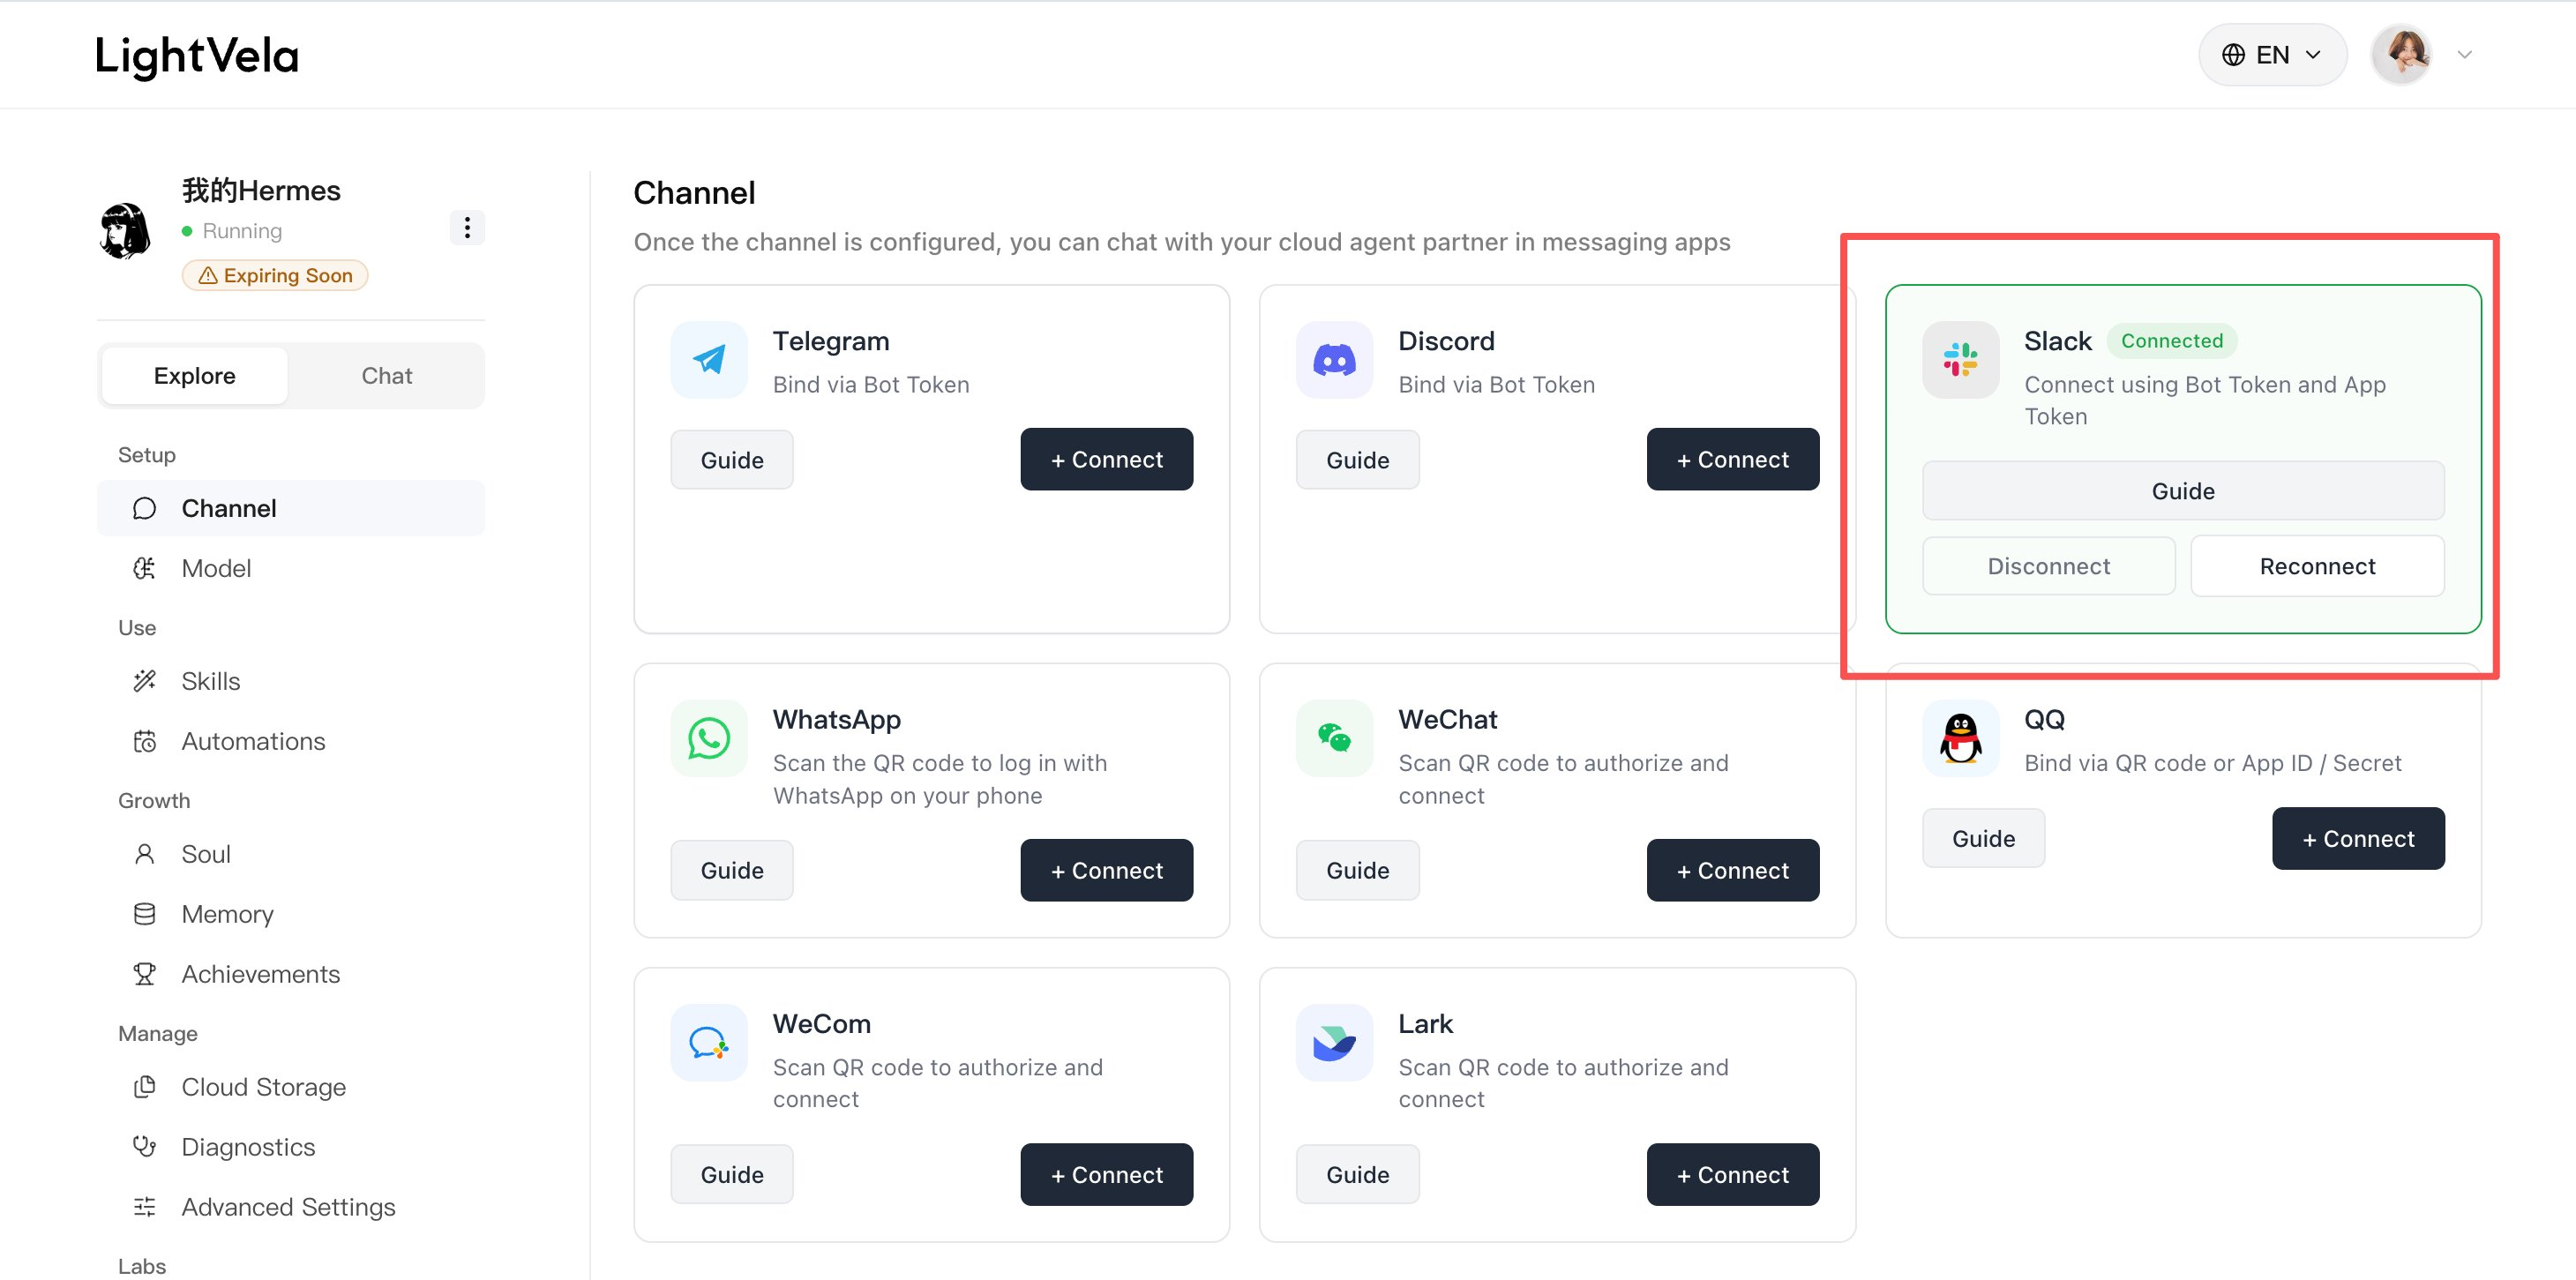 LightVela
EN
我的Hermes
Running
Expiring Soon
Explore
Chat
Setup
Channel
Model
Use
Skills
Automations
Growth
Soul
Memory
Achievements
Manage
Cloud Storage
Diagnostics
Advanced Settings
Labs
Channel
Once the channel is configured, you can chat with your cloud agent partner in messaging apps
Telegram
Bind via Bot Token
Guide
+ Connect
Discord
Bind via Bot Token
Guide
+ Connect
Slack
Connected
Connect using Bot Token and App
Token
Guide
Disconnect
Reconnect
WhatsApp
Scan the QR code to log in with
WhatsApp on your phone
Guide
+ Connect
WeChat
Scan QR code to authorize and
connect
Guide
+ Connect
QQ
Bind via QR code or App ID / Secret
Guide
+ Connect
WeCom
Scan QR code to authorize and
connect
Guide
+ Connect
Lark
Scan QR code to authorize and
connect
Guide
+ Connect